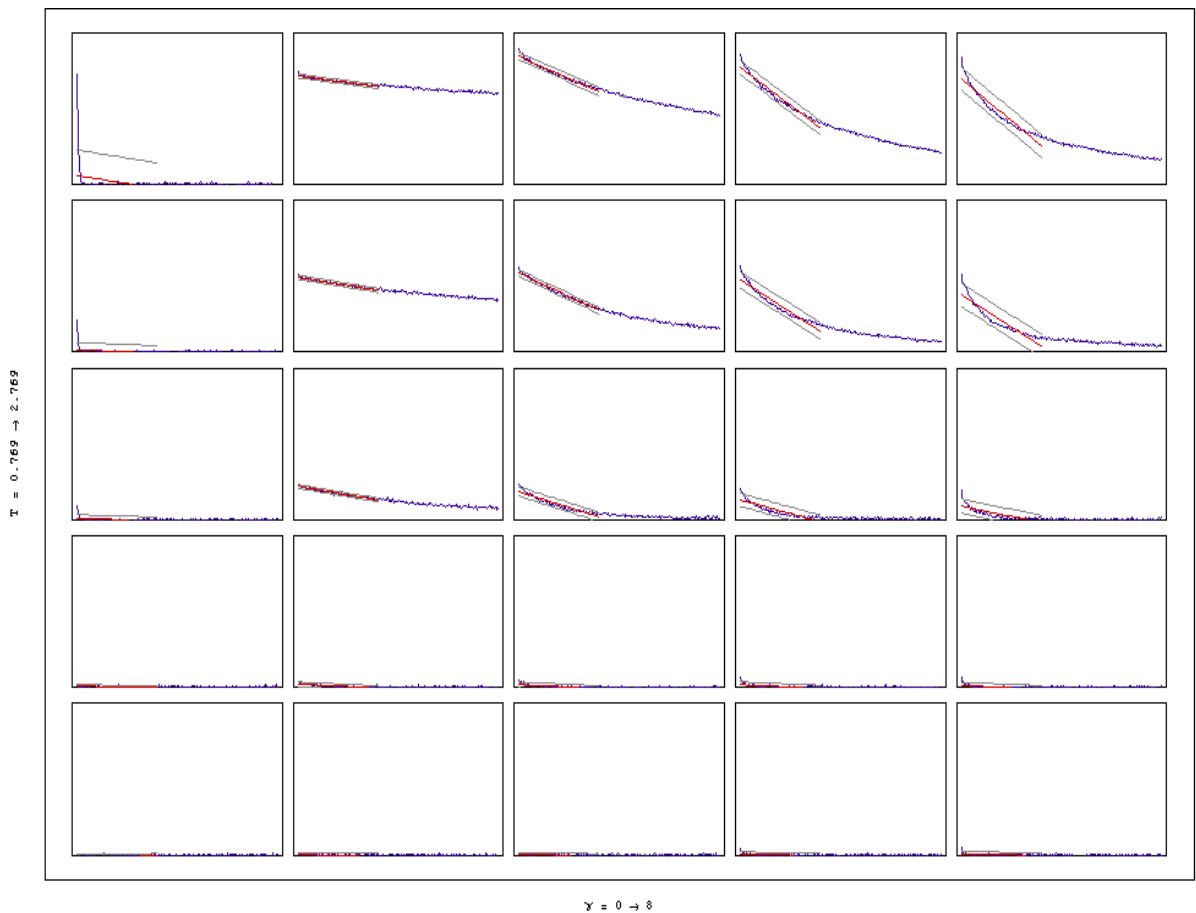 T = 0.769 → 2.769
γ = 0 → 8